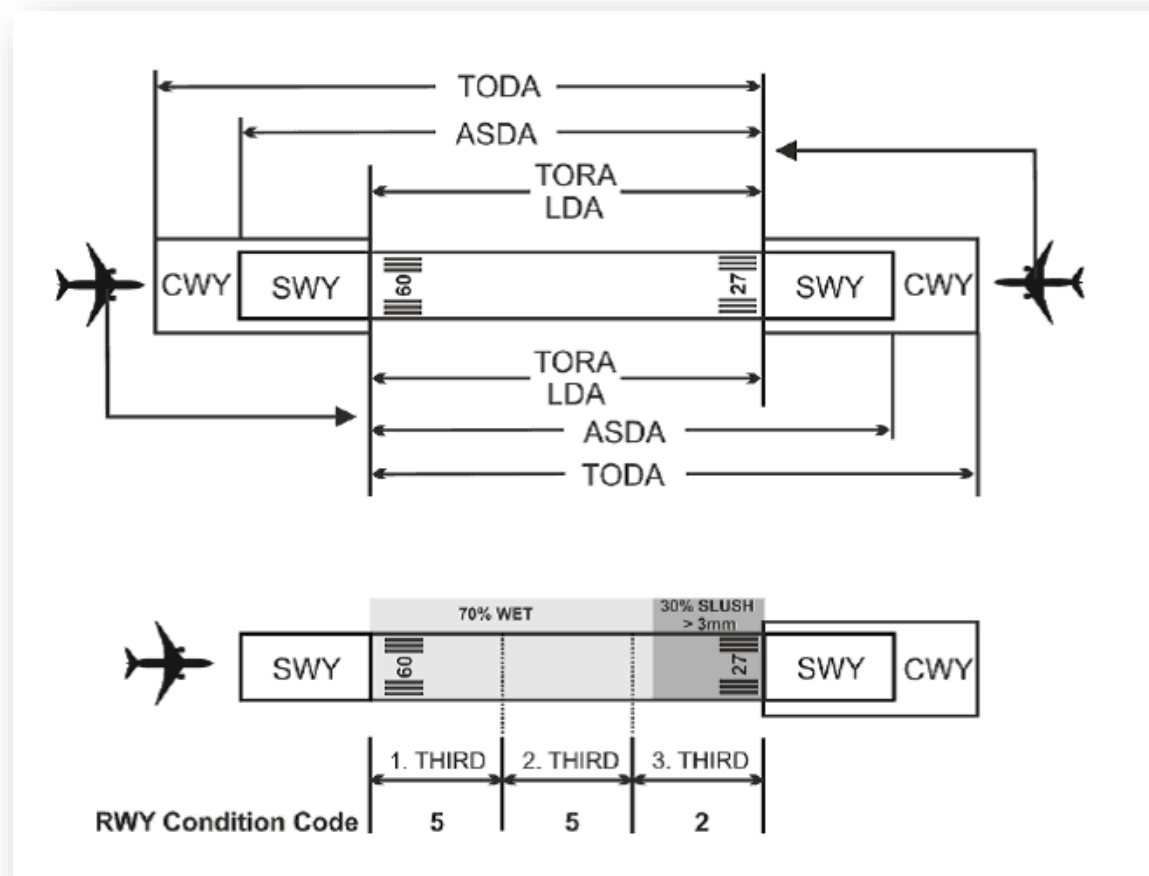 TODA
ASDA
TORA
LDA
CWY
SWY
09
27
SWY
CWY
TORA
LDA
ASDA
TODA
70% WET
30% SLUSH
> 3mm
SWY
09
27
SWY
CWY
1. THIRD
2. THIRD
3. THIRD
RWY Condition Code
5
5
2